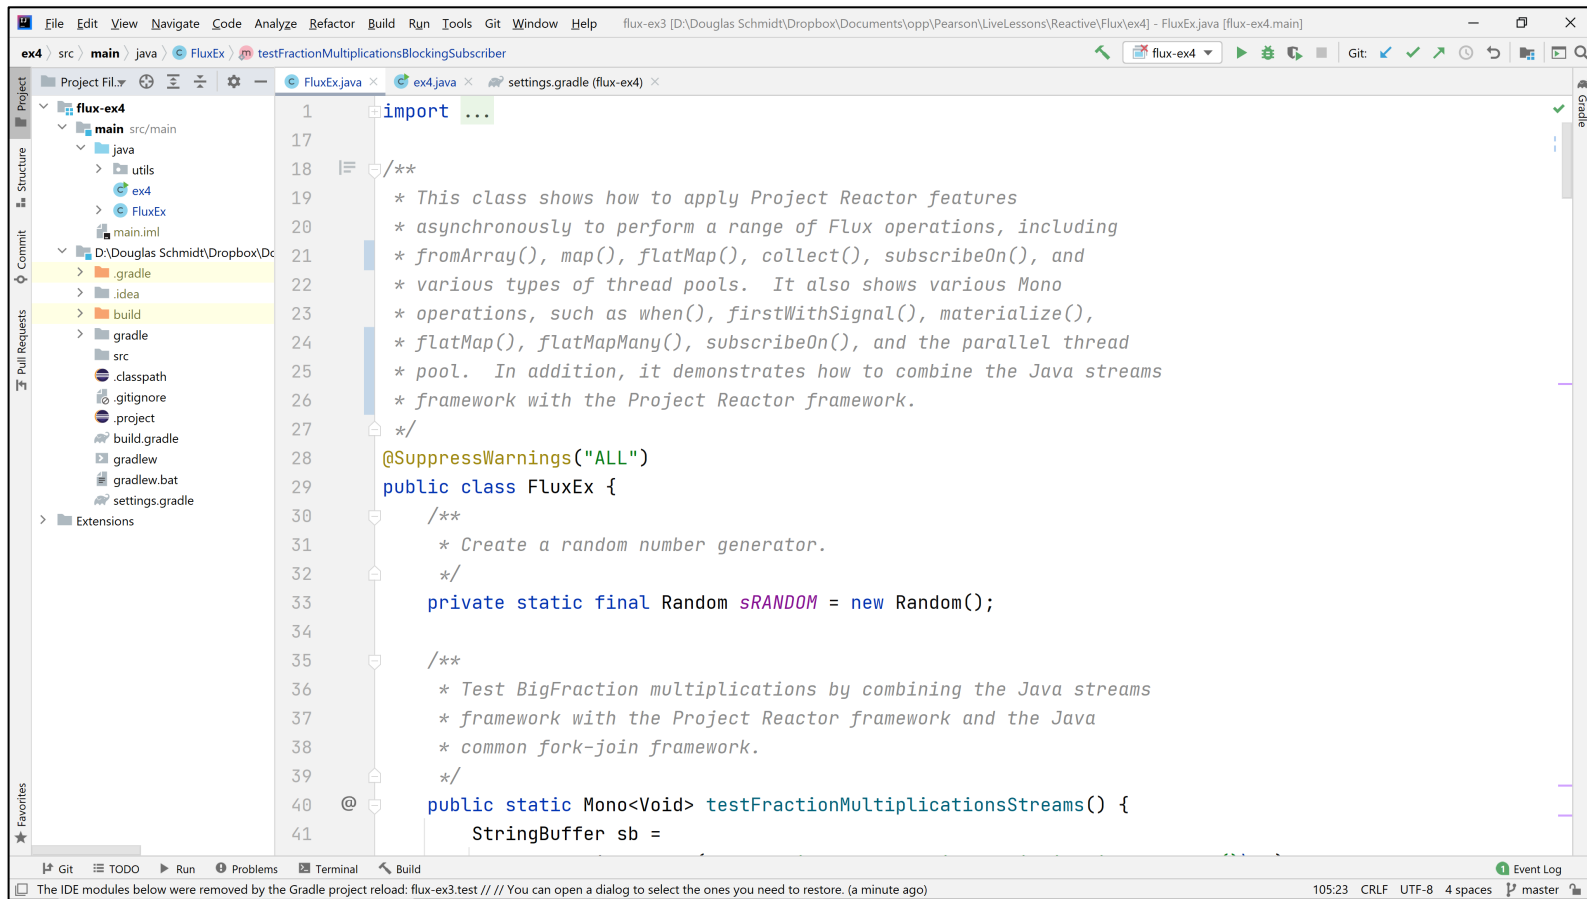 File Edit View Navigate Code Analyze Refactor Build Run Tools Git Window Help flux-ex3 [D:\Douglas Schmidt\Dropbox\Documents\opp\Pearson\LiveLessons\Reactive\Flux\ex4] - FluxEx.java [flux-ex4.main]
ex4 src main java FluxEx testFractionMultiplicationsBlockingSubscriber flux-ex4 Git:
Project Fil.. FluxEx.java ex4.java settings.gradle (flux-ex4)
Project
Structure
Commit
Pull Requests
Favorites
Gradle
flux-ex4
main src/main
java
utils
ex4
FluxEx
main.iml
D:\Douglas Schmidt\Dropbox\Do
.gradle
.idea
build
gradle
src
.classpath
.gitignore
.project
build.gradle
gradlew
gradlew.bat
settings.gradle
Extensions
1 import ...
17
18 /**
19 * This class shows how to apply Project Reactor features
20 * asynchronously to perform a range of Flux operations, including
21 * fromArray(), map(), flatMap(), collect(), subscribeOn(), and
22 * various types of thread pools.  It also shows various Mono
23 * operations, such as when(), firstWithSignal(), materialize(),
24 * flatMap(), flatMapMany(), subscribeOn(), and the parallel thread
25 * pool.  In addition, it demonstrates how to combine the Java streams
26 * framework with the Project Reactor framework.
27 */
28 @SuppressWarnings("ALL")
29 public class FluxEx {
30 /**
31 * Create a random number generator.
32 */
33 private static final Random sRANDOM = new Random();
34
35 /**
36 * Test BigFraction multiplications by combining the Java streams
37 * framework with the Project Reactor framework and the Java
38 * common fork-join framework.
39 */
40 @ public static Mono<Void> testFractionMultiplicationsStreams() {
41 StringBuffer sb =
Git TODO Run Problems Terminal Build 1 Event Log
The IDE modules below were removed by the Gradle project reload: flux-ex3.test // // You can open a dialog to select the ones you need to restore. (a minute ago) 105:23 CRLF UTF-8 4 spaces master